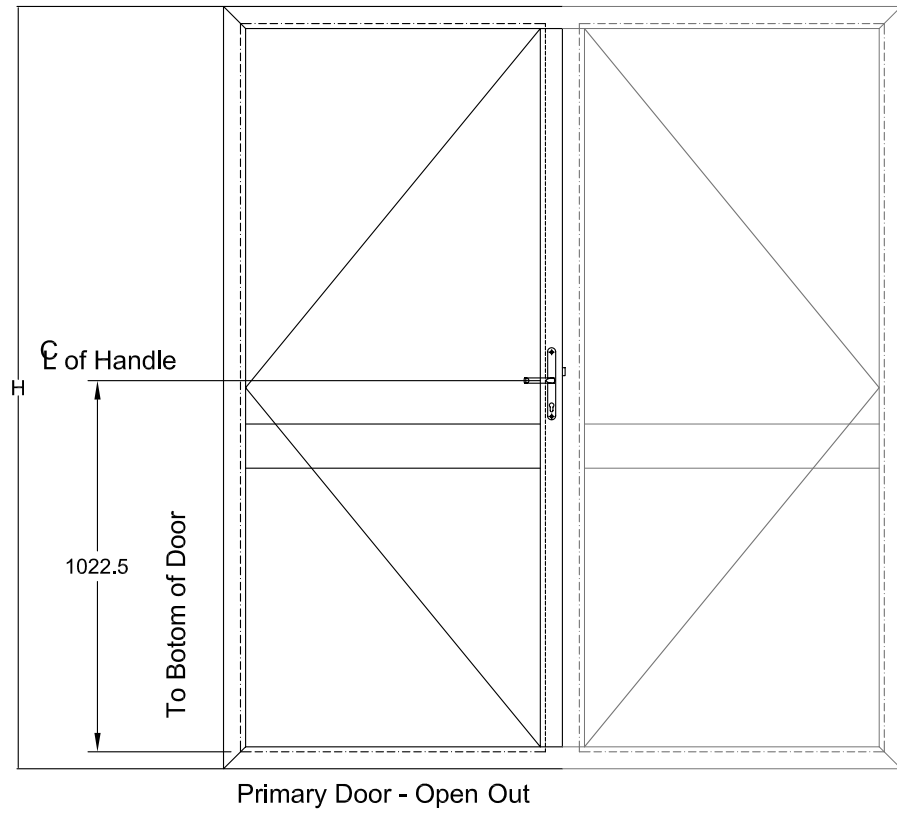 ℄ of Handle
H
1022.5
To Botom of Door
Primary Door - Open Out